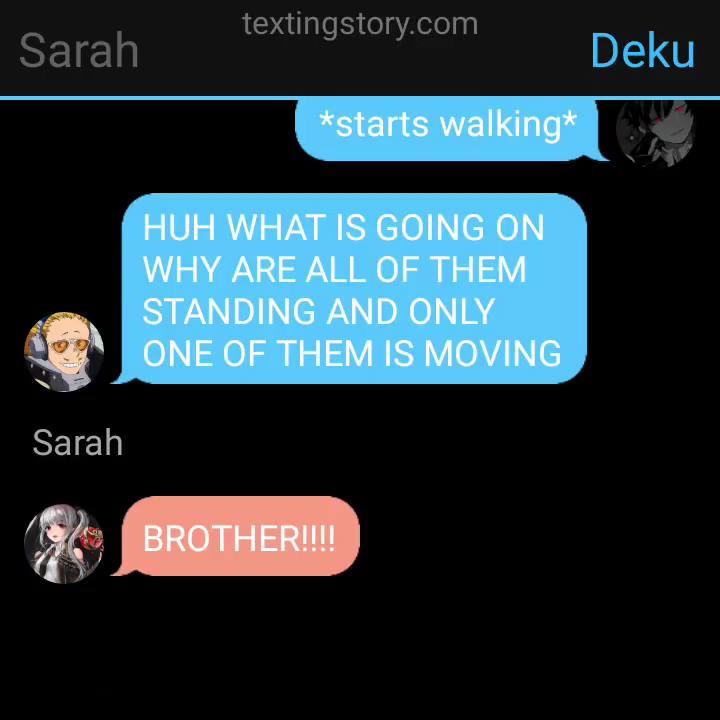 textingstory.com
Sarah
Deku
*starts walking*
HUH WHAT IS GOING ON
WHY ARE ALL OF THEM
STANDING AND ONLY
ONE OF THEM IS MOVING
Sarah
BROTHER!!!!